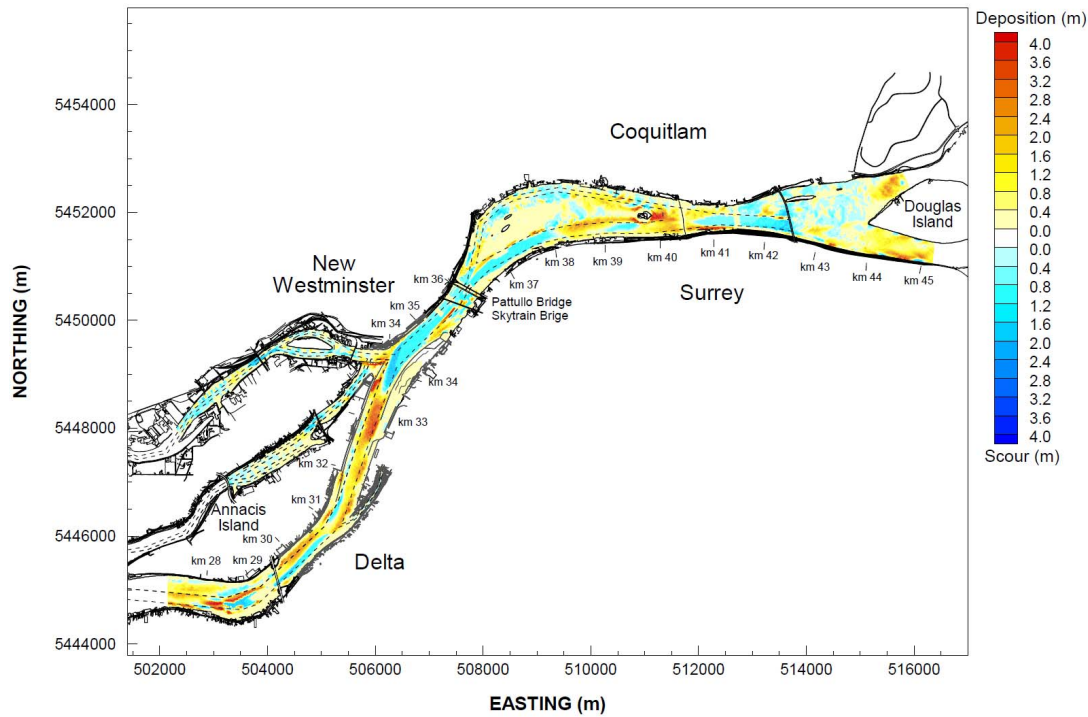 Deposition (m)
4.0
3.6
3.2
2.8
2.4
2.0
1.6
1.2
0.8
0.4
0.0
0.0
0.4
0.8
1.2
1.6
2.0
2.4
2.8
3.2
3.6
4.0
Scour (m)
NORTHING (m)
5454000
5452000
5450000
5448000
5446000
5444000
Coquitlam
Douglas
Island
New
Westminster
Surrey
km 36
km 35
km 34
km 37
km 38
km 39
km 40
km 41
km 42
km 43
km 44
km 45
Pattullo Bridge
Skytrain Brige
km 34
km 33
km 32
km 31
km 30
km 29
km 28
Annacis
Island
Delta
502000
504000
506000
508000
510000
512000
514000
516000
EASTING (m)